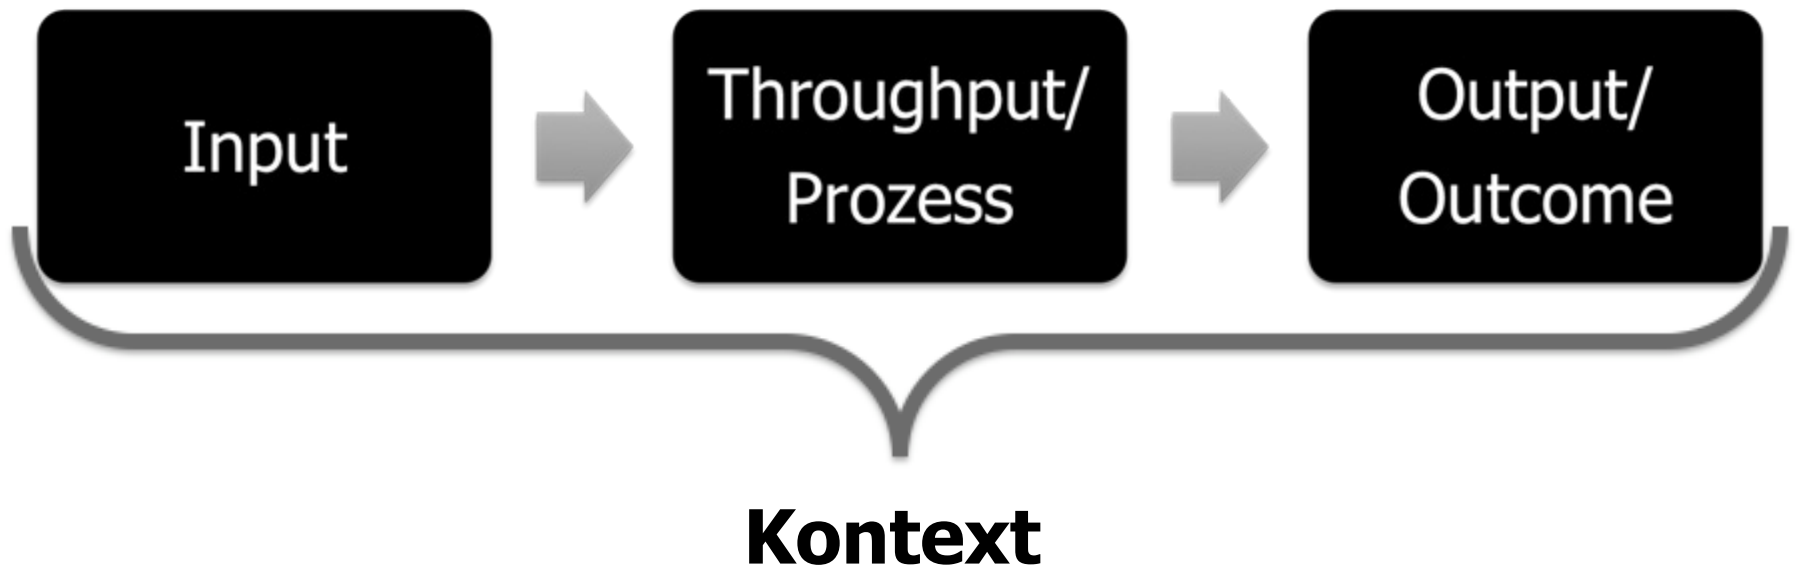 Input
Throughput/
Prozess
Output/
Outcome
Kontext